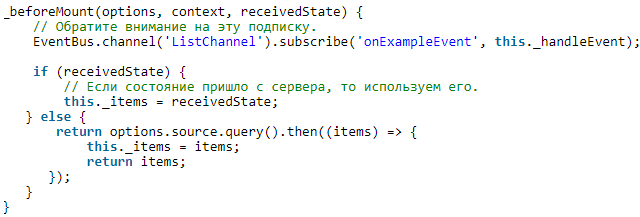 _beforeMount(options, context, receivedState) {
    // Обратите внимание на эту подписку.
    EventBus.channel('ListChannel').subscribe('onExampleEvent', this._handleEvent);

    if (receivedState) {
        // Если состояние пришло с сервера, то используем его.
        this._items = receivedState;
   } else {
       return options.source.query().then((items) => {
           this._items = items;
           return items;
      });
   }
}